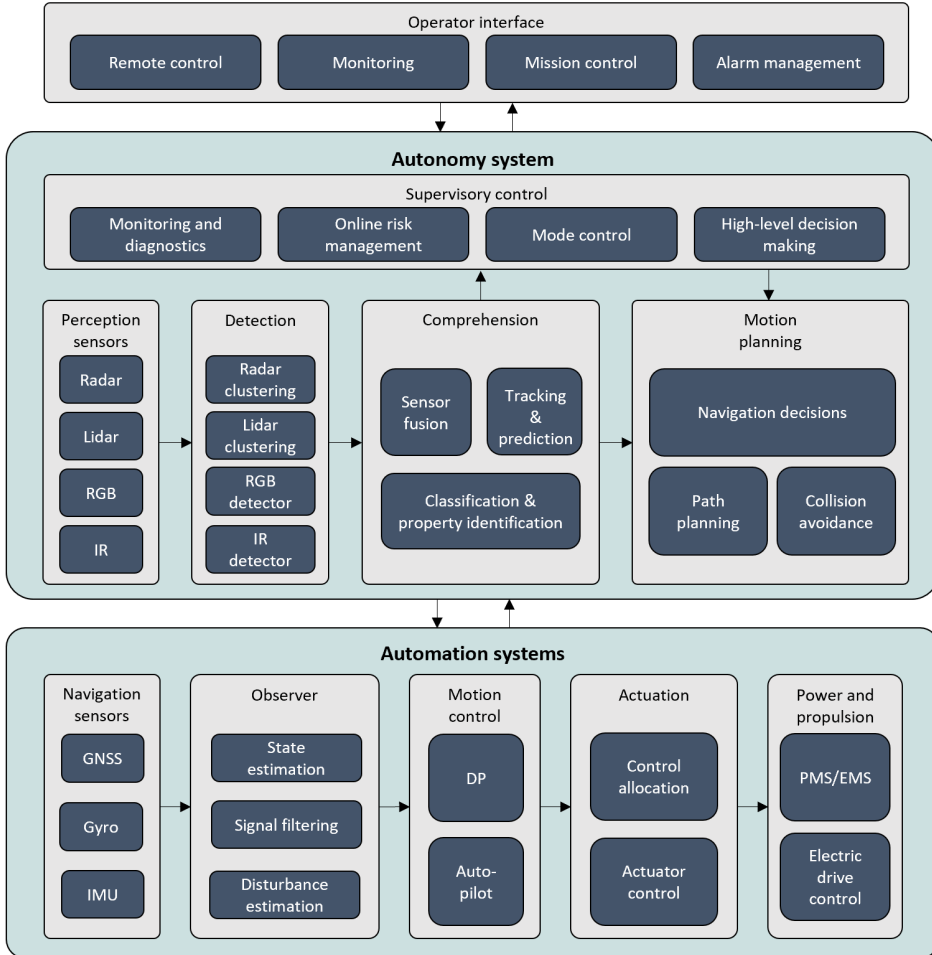 Operator interface
Remote control
Monitoring
Mission control
Alarm management
Autonomy system
Supervisory control
Monitoring and
diagnostics
Online risk
management
Mode control
High-level decision
making
Perception
sensors
Radar
Lidar
RGB
IR
Detection
Radar
clustering
Lidar
clustering
RGB
detector
IR
detector
Comprehension
Sensor
fusion
Tracking
&
prediction
Classification &
property identification
Motion
planning
Navigation decisions
Path
planning
Collision
avoidance
Automation systems
Navigation
sensors
GNSS
Gyro
IMU
Observer
State
estimation
Signal filtering
Disturbance
estimation
Motion
control
DP
Auto-
pilot
Actuation
Control
allocation
Actuator
control
Power and
propulsion
PMS/EMS
Electric
drive
control